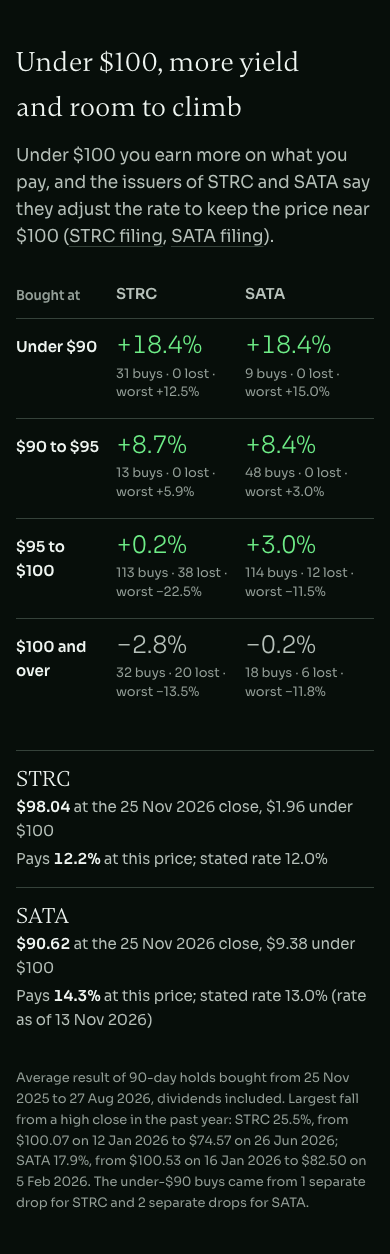 Under $100, more yield
and room to climb
Under $100 you earn more on what you
pay, and the issuers of STRC and SATA say
they adjust the rate to keep the price near
$100 (STRC filing, SATA filing).
Bought at STRC SATA
Under $90 +18.4% +18.4%
31 buys · 0 lost · 9 buys · 0 lost ·
worst +12.5% worst +15.0%
$90 to $95 +8.7% +8.4%
13 buys · 0 lost · 48 buys · 0 lost ·
worst +5.9% worst +3.0%
$95 to +0.2% +3.0%
$100 113 buys · 38 lost · 114 buys · 12 lost ·
worst −22.5% worst −11.5%
$100 and −2.8% −0.2%
over 32 buys · 20 lost · 18 buys · 6 lost ·
worst −13.5% worst −11.8%
STRC
$98.04 at the 25 Nov 2026 close, $1.96 under
$100
Pays 12.2% at this price; stated rate 12.0%
SATA
$90.62 at the 25 Nov 2026 close, $9.38 under
$100
Pays 14.3% at this price; stated rate 13.0% (rate
as of 13 Nov 2026)
Average result of 90-day holds bought from 25 Nov
2025 to 27 Aug 2026, dividends included. Largest fall
from a high close in the past year: STRC 25.5%, from
$100.07 on 12 Jan 2026 to $74.57 on 26 Jun 2026;
SATA 17.9%, from $100.53 on 16 Jan 2026 to $82.50 on
5 Feb 2026. The under-$90 buys came from 1 separate
drop for STRC and 2 separate drops for SATA.